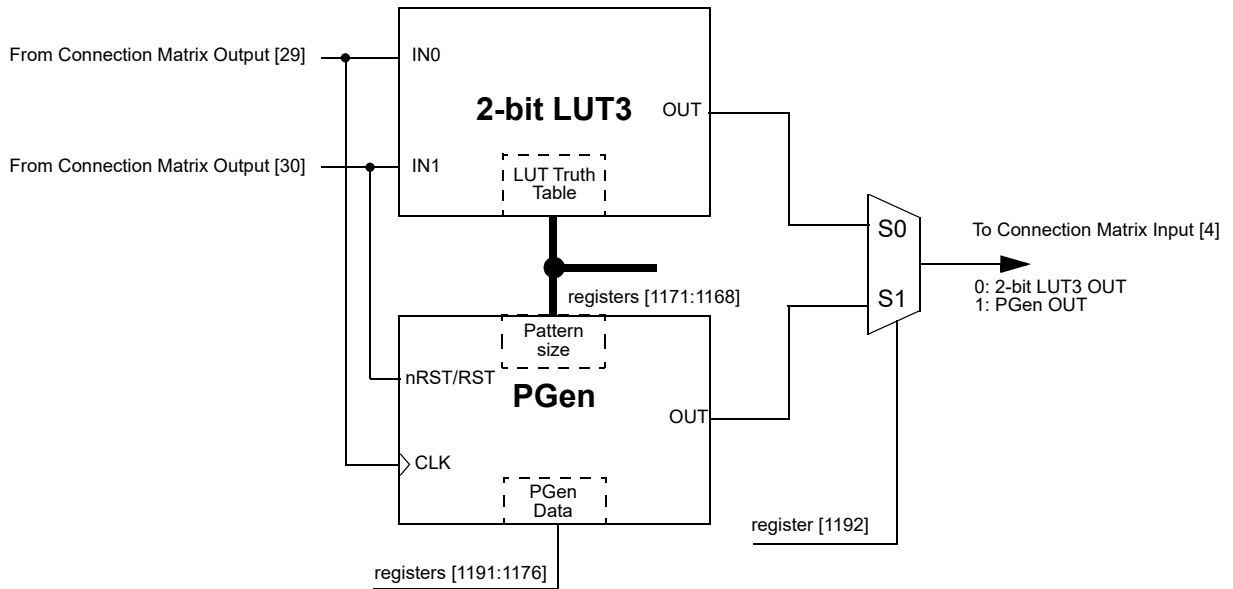 From Connection Matrix Output [29]
IN0
2-bit LUT3
OUT
From Connection Matrix Output [30]
IN1
LUT Truth
Table
S0
To Connection Matrix Input [4]
0: 2-bit LUT3 OUT
1: PGen OUT
S1
registers [1171:1168]
Pattern
size
nRST/RST
PGen
OUT
CLK
PGen
Data
register [1192]
registers [1191:1176]